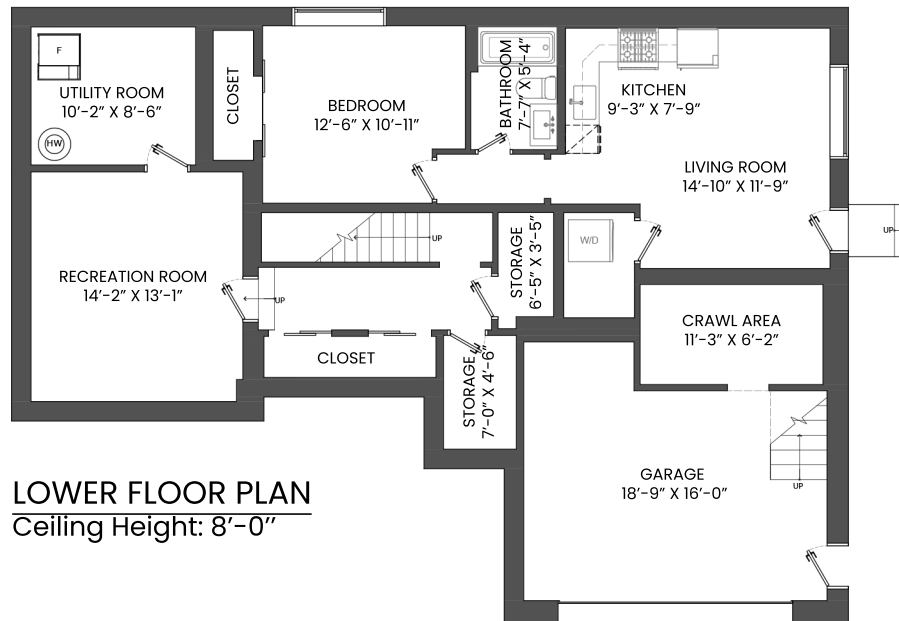 F
UTILITY ROOM
10’-2” X 8’-6”
HW
CLOSET
BEDROOM
12’-6” X 10’-11”
BATHROOM
7’-7” X 5’-4”
KITCHEN
9’-3” X 7’-9”
LIVING ROOM
14’-10” X 11’-9”
UP
UP
STORAGE
6’-5” X 3’-5”
W/D
RECREATION ROOM
14’-2” X 13’-1”
UP
CLOSET
STORAGE
7’-0” X 4’-6”
CRAWL AREA
11’-3” X 6’-2”
GARAGE
18’-9” X 16’-0”
UP
LOWER FLOOR PLAN
Ceiling Height: 8’-0’’